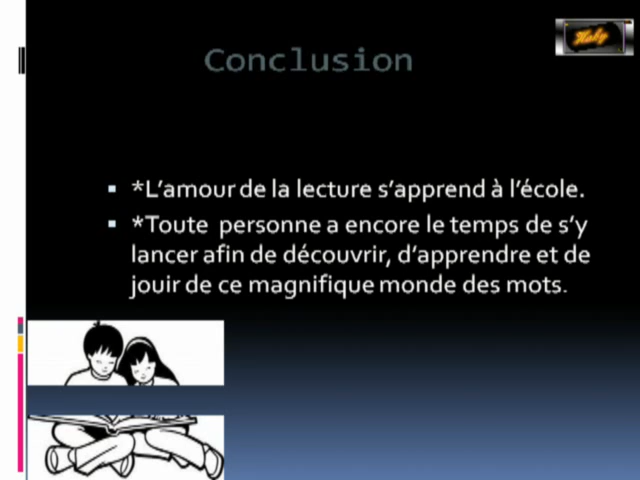 Conclusion
*L'amour de la lecture s'apprend à l'école.
*Toute personne a encore le temps de s'y
lancer afin de découvrir, d'apprendre et de
jouir de ce magnifique monde des mots.